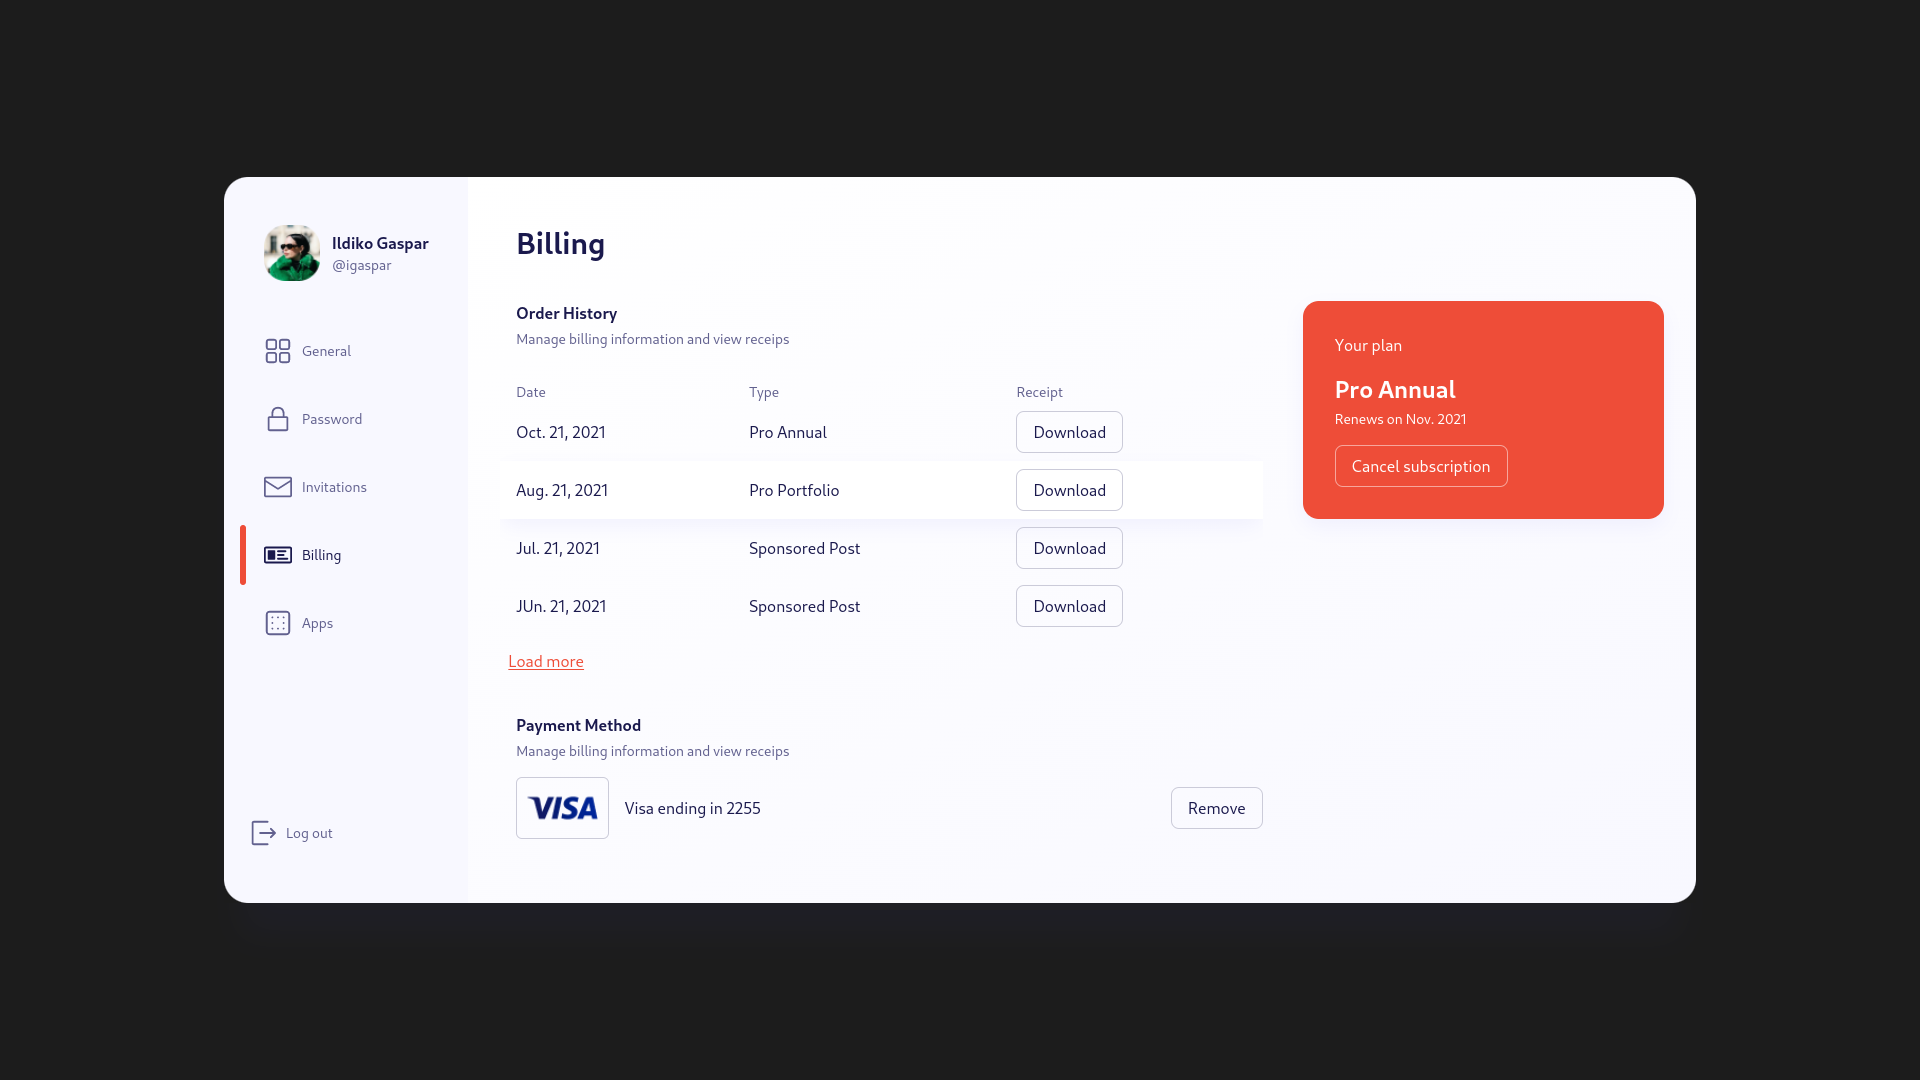 Ildiko Gaspar
@igaspar
General
Password
Invitations
Billing
Apps
Log out
Billing
Order History
Manage billing information and view receips
Date Type Receipt
Oct. 21, 2021 Pro Annual Download
Aug. 21, 2021 Pro Portfolio Download
Jul. 21, 2021 Sponsored Post Download
JUn. 21, 2021 Sponsored Post Download
Load more
Payment Method
Manage billing information and view receips
VISA Visa ending in 2255 Remove
Your plan
Pro Annual
Renews on Nov. 2021
Cancel subscription